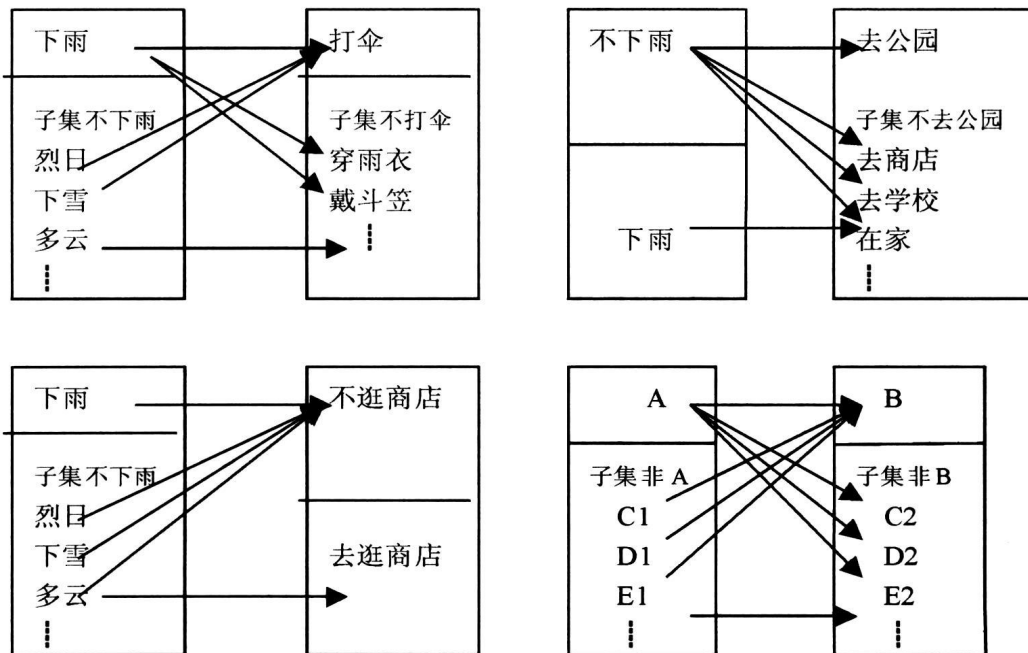 下雨
子集不下雨
烈日
下雪
多云
打伞
子集不打伞
穿雨衣
戴斗笠
不下雨
下雨
去公园
子集不去公园
去商店
去学校
在家
下雨
子集不下雨
烈日
下雪
多云
不逛商店
去逛商店
A
子集非A
C1
D1
E1
B
子集非B
C2
D2
E2